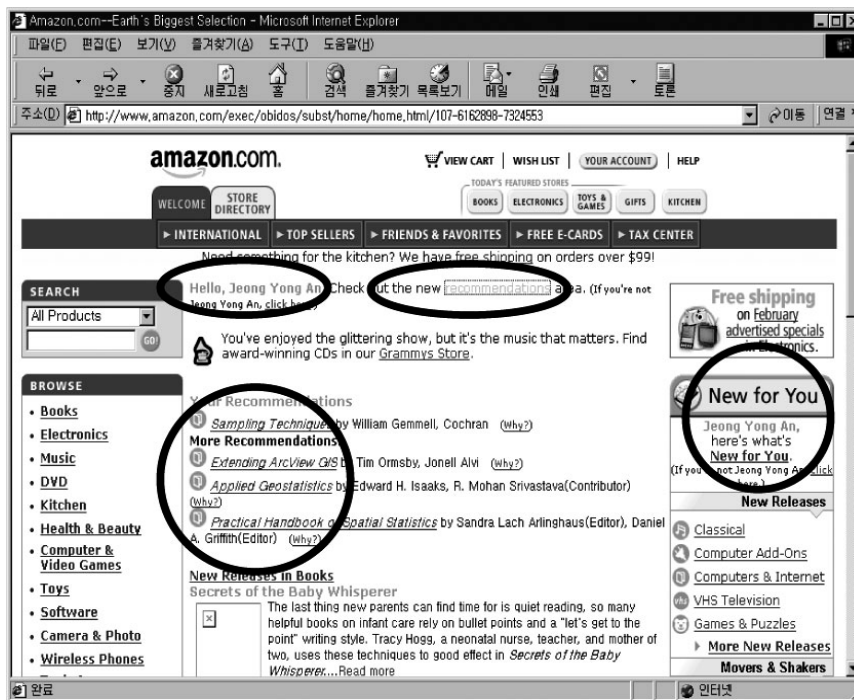 Amazon.com--Earth's Biggest Selection - Microsoft Internet Explorer
파일(F) 편집(E) 보기(V) 즐겨찾기(A) 도구(T) 도움말(H)
뒤로 앞으로 중지 새로고침 홈 검색 즐겨찾기 목록보기 메일 인쇄 편집 토론
주소(D) http://www.amazon.com/exec/obidos/subst/home/home.html/107-6162898-7324553 이동 연결
amazon.com.
VIEW CART | WISH LIST | YOUR ACCOUNT | HELP
WELCOME STORE DIRECTORY
TODAY'S FEATURED STORES
BOOKS ELECTRONICS TOYS & GAMES GIFTS KITCHEN
INTERNATIONAL TOP SELLERS FRIENDS & FAVORITES FREE E-CARDS TAX CENTER
Need something for the kitchen? We have free shipping on orders over $99!
SEARCH
All Products
GO!
BROWSE
• Books
• Electronics
• Music
• DVD
• Kitchen
• Health & Beauty
• Computer &
Video Games
• Toys
• Software
• Camera & Photo
• Wireless Phones
Hello, Jeong Yong An. Check out the new recommendations area. (If you're not
Jeong Yong An, click here.)
You've enjoyed the glittering show, but it's the music that matters. Find
award-winning CDs in our Grammys Store.
Your Recommendations
Sampling Techniques by William Gemmell, Cochran (Why?)
More Recommendations
Extending ArcView GIS by Tim Ormsby, Jonell Alvi (Why?)
Applied Geostatistics by Edward H. Isaaks, R. Mohan Srivastava(Contributor)
(Why?)
Practical Handbook of Spatial Statistics by Sandra Lach Arlinghaus(Editor), Daniel
A. Griffith(Editor) (Why?)
New Releases in Books
Secrets of the Baby Whisperer
The last thing new parents can find time for is quiet reading, so many
helpful books on infant care rely on bullet points and a "let's get to the
point" writing style. Tracy Hogg, a neonatal nurse, teacher, and mother of
two, uses these techniques to good effect in Secrets of the Baby
Whisperer....Read more
Free shipping
on February
advertised specials
in Electronics.
New for You
Jeong Yong An,
here's what's
New for You.
(If you're not Jeong Yong An, click
here.)
New Releases
Classical
Computer Add-Ons
Computers & Internet
VHS Television
Games & Puzzles
More New Releases
Movers & Shakers
완료 인터넷